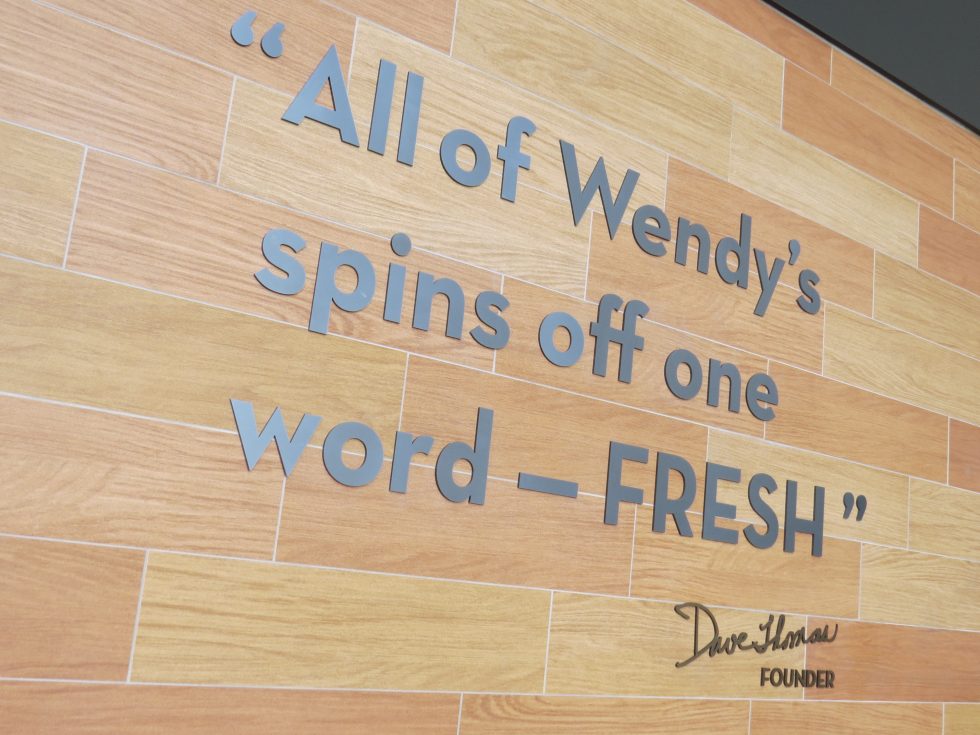 “All of Wendy’s
spins off one
word – FRESH”
Dave Thomas
FOUNDER